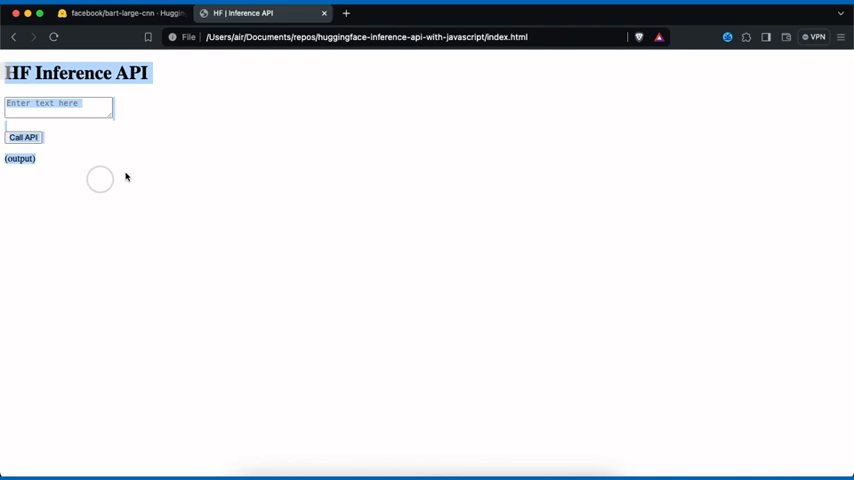 facebook/bart-large-cnn · Hugging
HF | Inference API
File
/Users/air/Documents/repos/huggingface-inference-api-with-javascript/index.html
VPN
HF Inference API
Enter text here
Call API
(output)